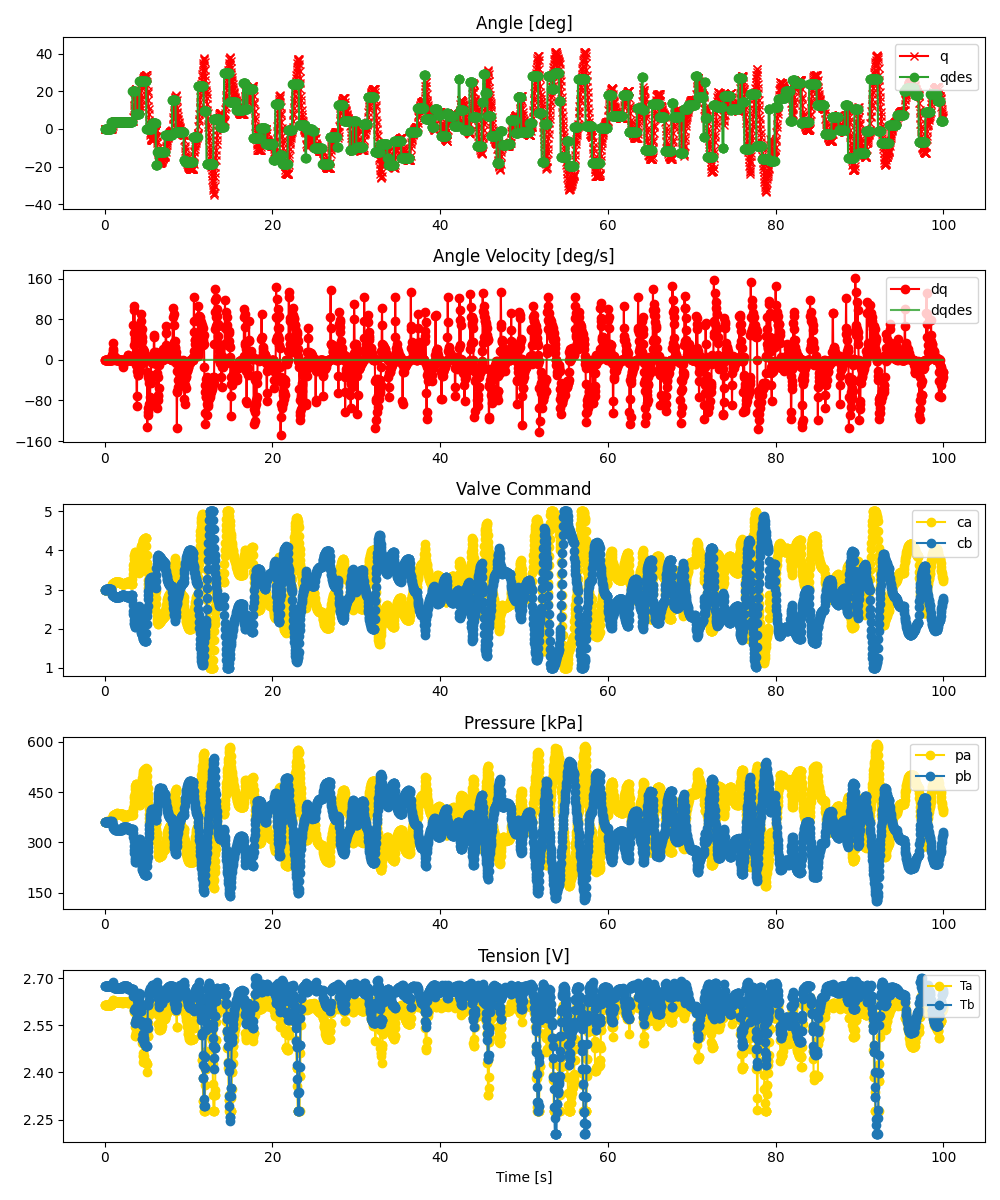 Angle [deg]
40
20
0
−20
−40
q
qdes
0 20 40 60 80 100
Angle Velocity [deg/s]
160
80
0
−80
−160
dq
dqdes
0 20 40 60 80 100
Valve Command
5
4
3
2
1
ca
cb
0 20 40 60 80 100
Pressure [kPa]
600
450
300
150
pa
pb
0 20 40 60 80 100
Tension [V]
2.70
2.55
2.40
2.25
Ta
Tb
0 20 40 60 80 100
Time [s]